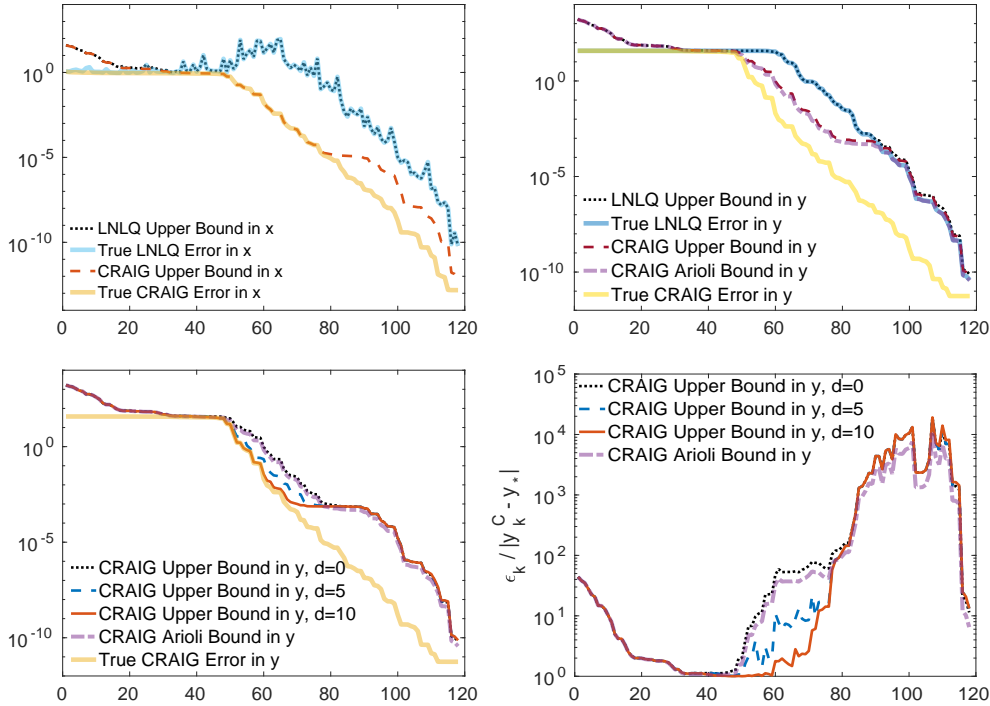 10^0
10^-5
10^-10
LNLQ Upper Bound in x
True LNLQ Error in x
CRAIG Upper Bound in x
True CRAIG Error in x
0 20 40 60 80 100 120
10^0
10^-5
10^-10
LNLQ Upper Bound in y
True LNLQ Error in y
CRAIG Upper Bound in y
CRAIG Arioli Bound in y
True CRAIG Error in y
0 20 40 60 80 100 120
10^0
10^-5
10^-10
CRAIG Upper Bound in y, d=0
CRAIG Upper Bound in y, d=5
CRAIG Upper Bound in y, d=10
CRAIG Arioli Bound in y
True CRAIG Error in y
0 20 40 60 80 100 120
ϵ_k / |y_k^C - y_*|
10^5
10^4
10^3
10^2
10^1
10^0
CRAIG Upper Bound in y, d=0
CRAIG Upper Bound in y, d=5
CRAIG Upper Bound in y, d=10
CRAIG Arioli Bound in y
0 20 40 60 80 100 120